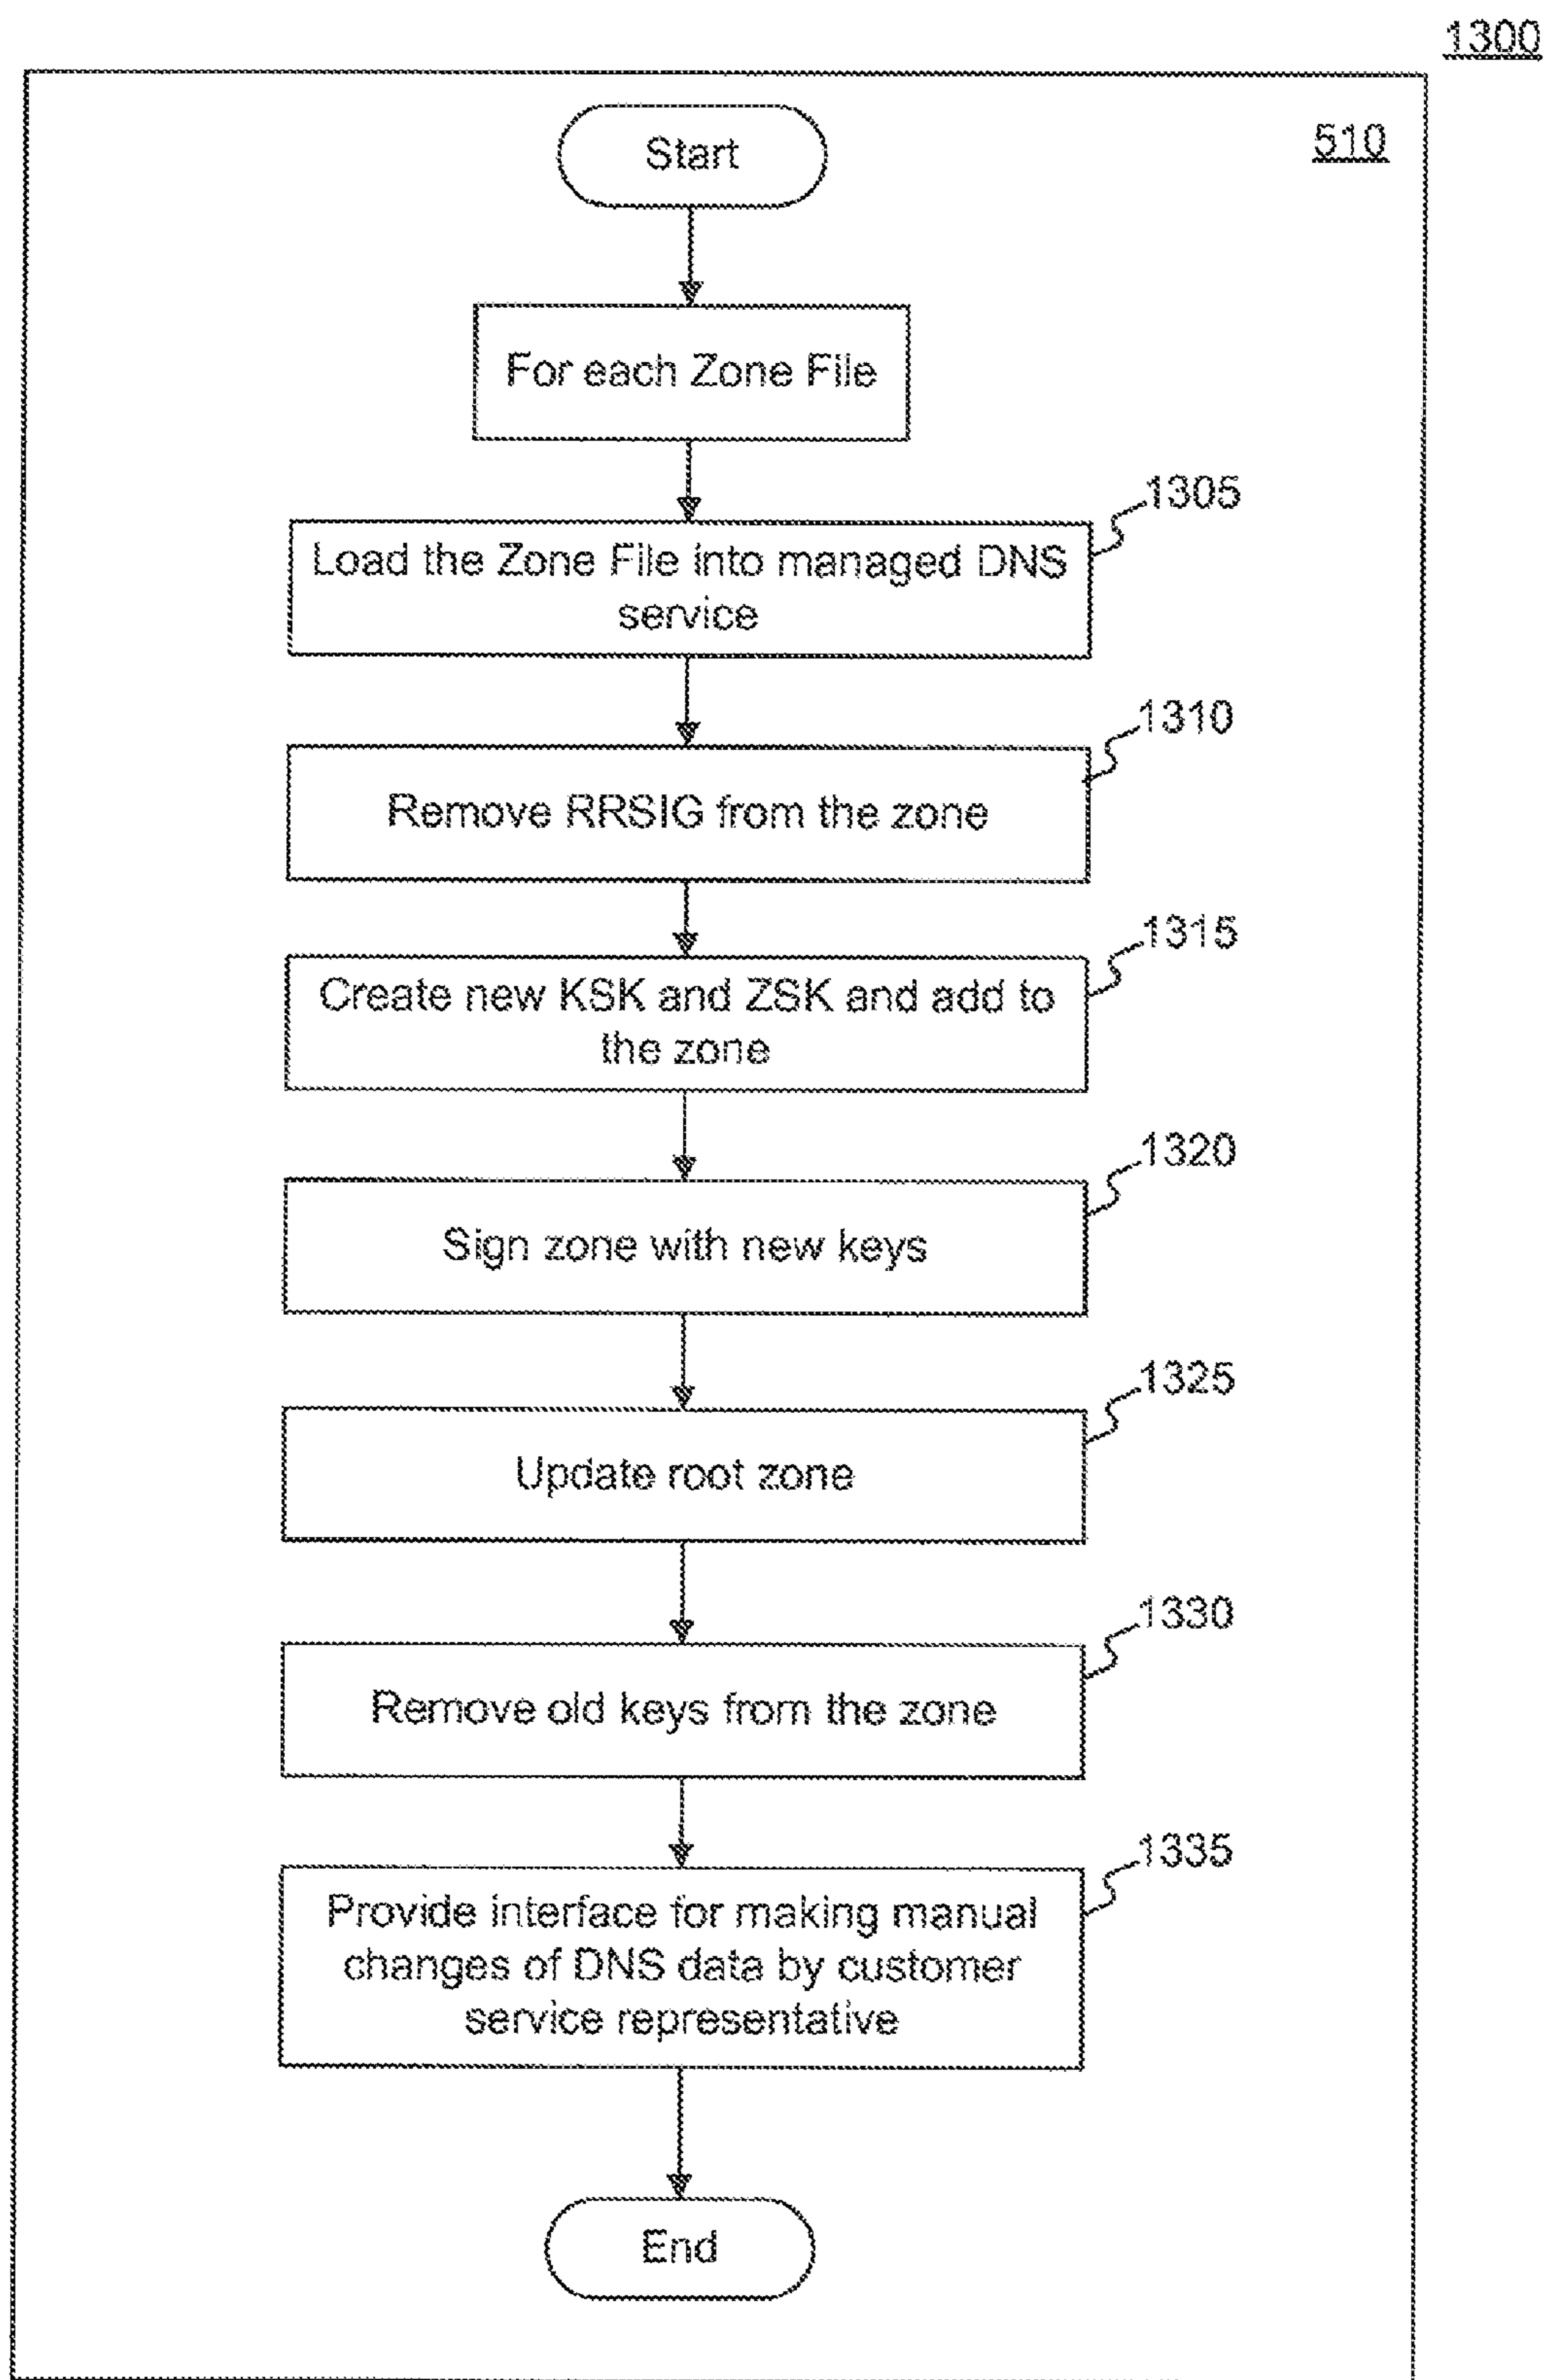 1300
510
Start
For each Zone File
1305
Load the Zone File into managed DNS
service
1310
Remove RRSIG from the zone
1315
Create new KSK and ZSK and add to
the zone
1320
Sign zone with new keys
1325
Update root zone
1330
Remove old keys from the zone
1335
Provide interface for making manual
changes of DNS data by customer
service representative
End